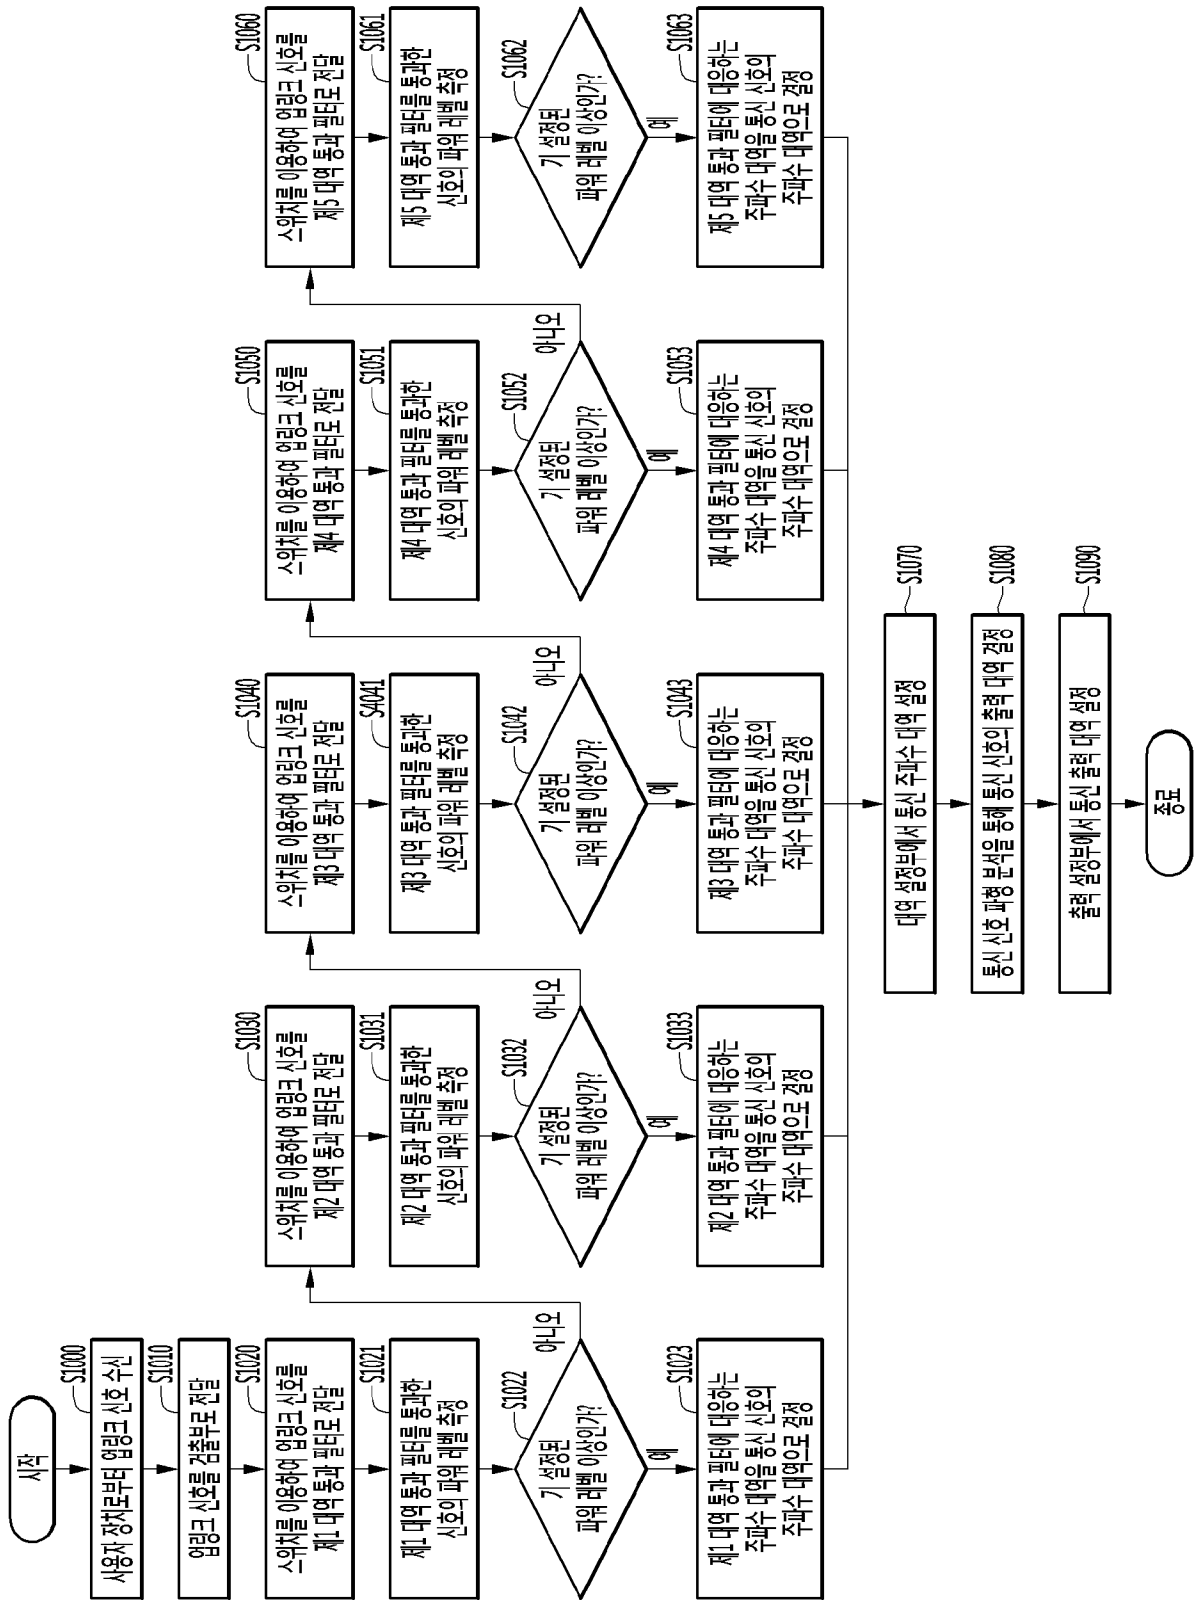 시작
S1000
사용자 장치로부터 업링크 신호 수신
S1010
업링크 신호를 검출부로 전달
S1020
스위치를 이용하여 업링크 신호를
제1 대역 통과 필터로 전달
S1021
제1 대역 통과 필터를 통과한
신호의 파워 레벨 측정
S1022
기 설정된
파워 레벨 이상인가?
아니오
예
S1023
제1 대역 통과 필터에 대응하는
주파수 대역을 통신 신호의
주파수 대역으로 결정
S1030
스위치를 이용하여 업링크 신호를
제2 대역 통과 필터로 전달
S1031
제2 대역 통과 필터를 통과한
신호의 파워 레벨 측정
S1032
기 설정된
파워 레벨 이상인가?
아니오
예
S1033
제2 대역 통과 필터에 대응하는
주파수 대역을 통신 신호의
주파수 대역으로 결정
S1040
스위치를 이용하여 업링크 신호를
제3 대역 통과 필터로 전달
S4041
제3 대역 통과 필터를 통과한
신호의 파워 레벨 측정
S1042
기 설정된
파워 레벨 이상인가?
아니오
예
S1043
제3 대역 통과 필터에 대응하는
주파수 대역을 통신 신호의
주파수 대역으로 결정
S1050
스위치를 이용하여 업링크 신호를
제4 대역 통과 필터로 전달
S1051
제4 대역 통과 필터를 통과한
신호의 파워 레벨 측정
S1052
기 설정된
파워 레벨 이상인가?
아니오
예
S1053
제4 대역 통과 필터에 대응하는
주파수 대역을 통신 신호의
주파수 대역으로 결정
S1060
스위치를 이용하여 업링크 신호를
제5 대역 통과 필터로 전달
S1061
제5 대역 통과 필터를 통과한
신호의 파워 레벨 측정
S1062
기 설정된
파워 레벨 이상인가?
예
S1063
제5 대역 통과 필터에 대응하는
주파수 대역을 통신 신호의
주파수 대역으로 결정
S1070
대역 설정부에서 통신 주파수 대역 설정
S1080
통신 신호 파형 분석을 통해 통신 신호의 출력 대역 결정
S1090
출력 설정부에서 통신 출력 대역 설정
종료